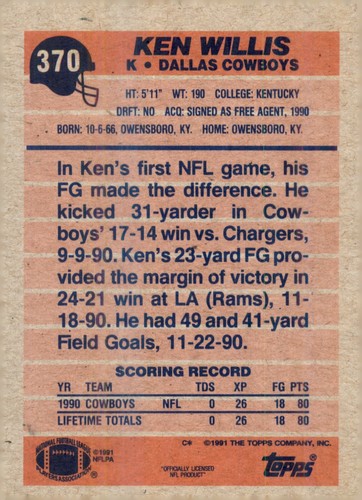 370
KEN WILLIS
K • DALLAS COWBOYS
HT: 5'11" WT: 190 COLLEGE: KENTUCKY
DRFT: NO ACQ: SIGNED AS FREE AGENT, 1990
BORN: 10-5-66, OWENSBORO, KY. HOME: OWENSBORO, KY.
In Ken's first NFL game, his
FG made the difference. He
kicked 31-yarder in Cow-
boys' 17-14 win vs. Chargers,
9-9-90. Ken's 23-yard FG pro-
vided the margin of victory in
24-21 win at LA (Rams), 11-
18-90. He had 49 and 41-yard
Field Goals, 11-22-90.
SCORING RECORD
YR TEAM TDS XP FG PTS
1990 COWBOYS NFL 0 26 18 80
LIFETIME TOTALS 0 26 18 80
C* ©1991 THE TOPPS COMPANY, INC.
NATIONAL FOOTBALL LEAGUE
PLAYERS ASSOCIATION
©1991
NFLPA
"OFFICIALLY LICENSED
NFL PRODUCT"
Topps